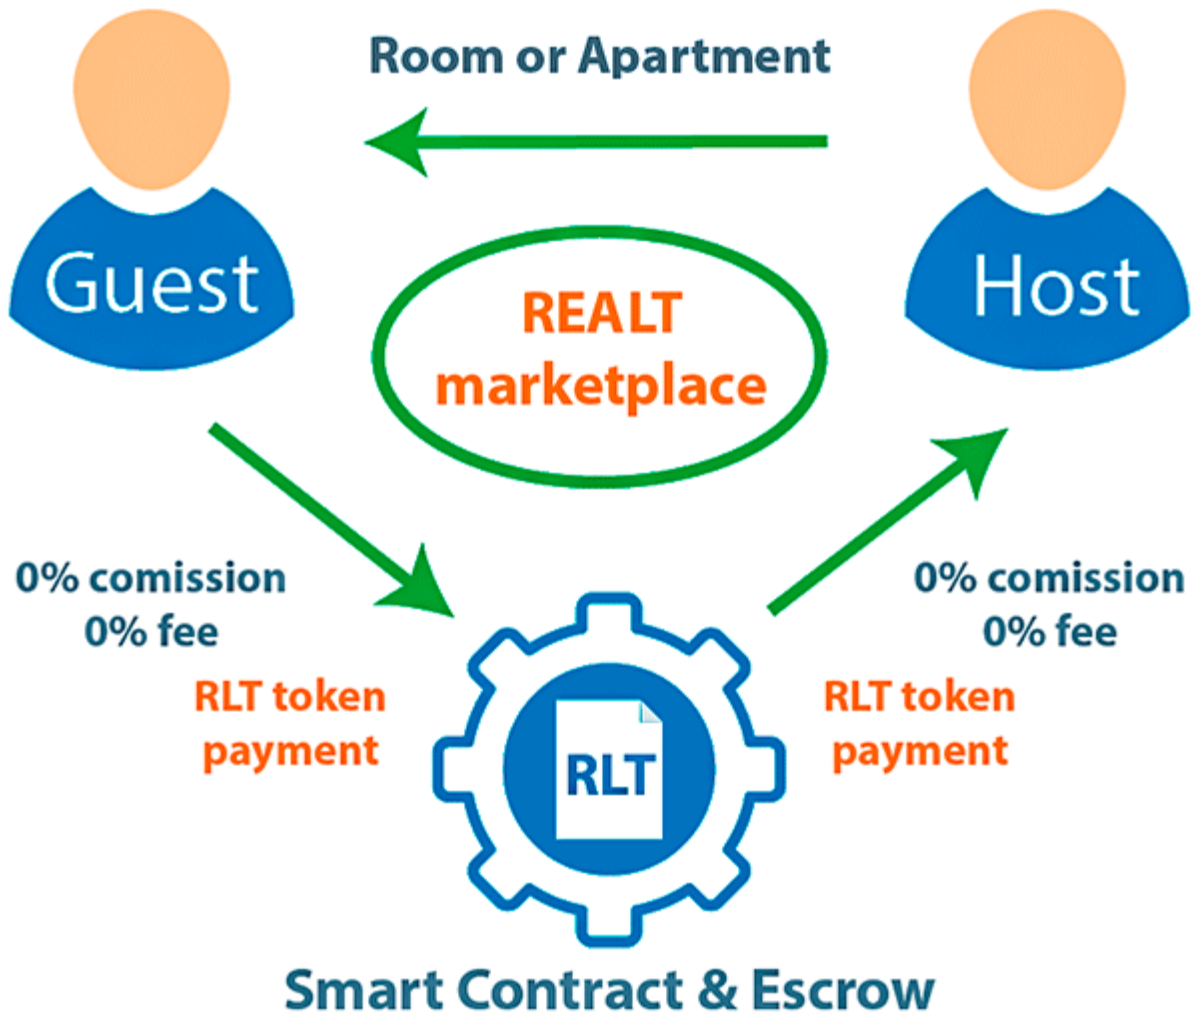 Room or Apartment
Guest
Host
REALT
marketplace
0% comission
0% fee
RLT token
payment
0% comission
0% fee
RLT token
payment
RLT
Smart Contract & Escrow